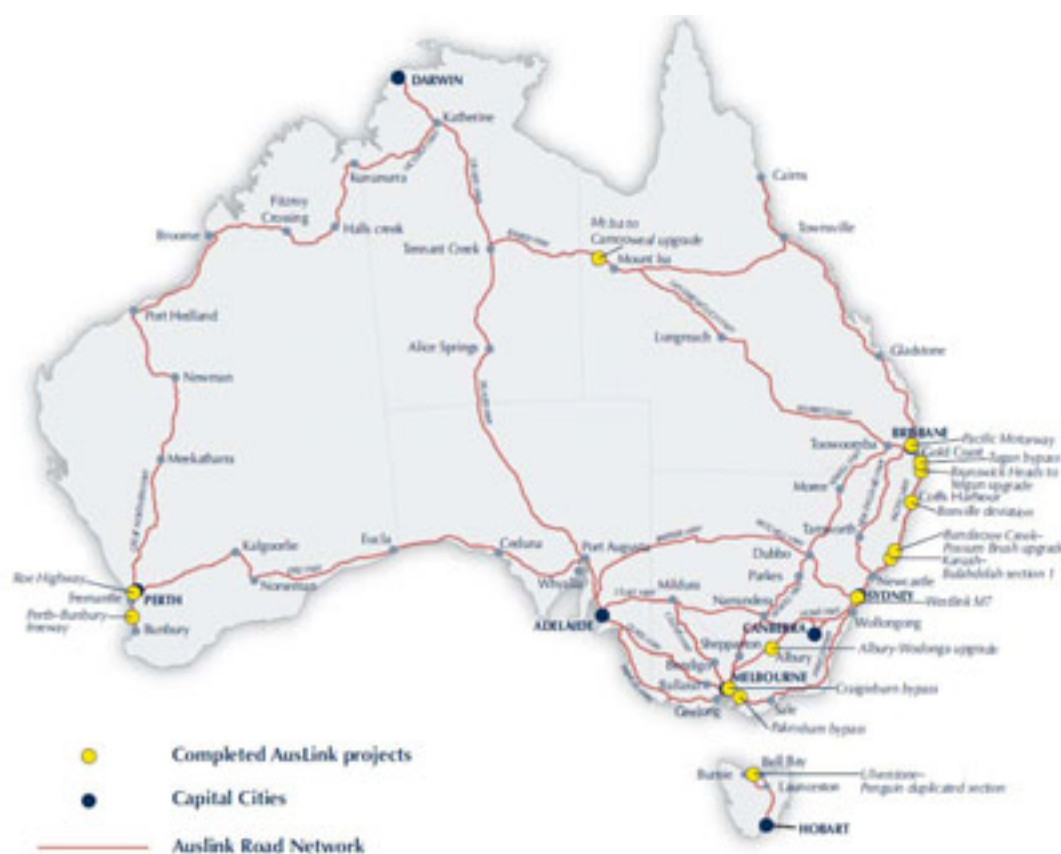 DARWIN
Katherine
Kununurra
Cairns
Fitzroy
Crossing
Halls creek
Broome
Mt Isa to
Camooweal upgrade
Townsville
Tennant Creek
Mount Isa
Port Hedland
Longreach
Alice Springs
Gladstone
Newman
BRISBANE
Pacific Motorway
Toowoomba
Gold Coast
Tugun bypass
Meekathara
Brunswick Heads to
Yelgun upgrade
Moree
Coffs Harbour
Bonville deviation
Tamworth
Possum Brush upgrade
Eucla
Ceduna
Port Augusta
Kalgoorlie
Dubbo
Karuah–
Bulahdelah section 1
Whyalla
Parkes
Newcastle
Roe Highway
Norseman
Mildura
Fremantle
PERTH
Narrandera
SYDNEY
Westlink M7
Perth–Bunbury
freeway
ADELAIDE
CANBERRA
Wollongong
Bunbury
Shepparton
Albury
Albury-Wodonga upgrade
Bendigo
MELBOURNE
Ballarat
Craigieburn bypass
Geelong
Sale
Pakenham bypass
Completed AusLink projects
Bell Bay
Burnie
Ulverstone–
Launceston
Penguin duplicated section
Capital Cities
HOBART
Auslink Road Network